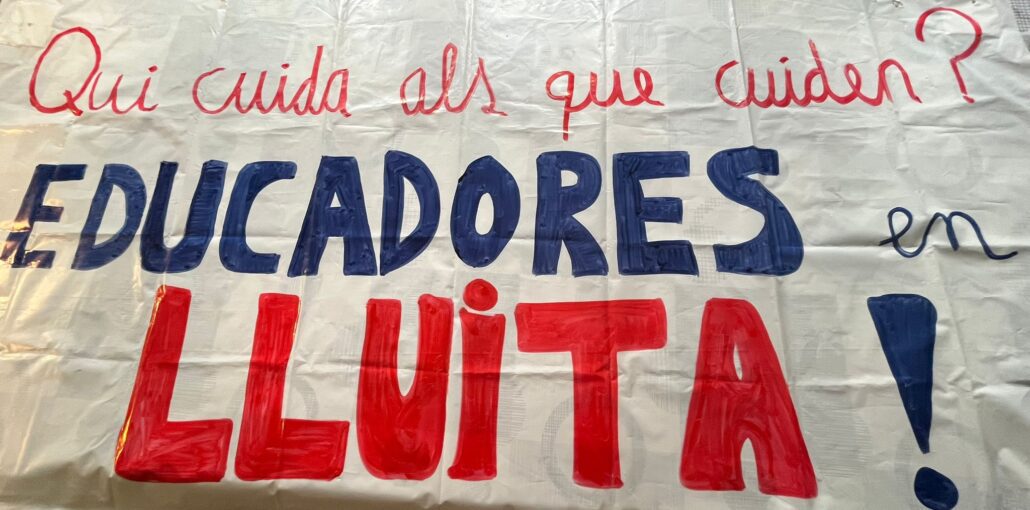 Qui cuida als que cuiden?
EDUCADORES en
LLUiTA!